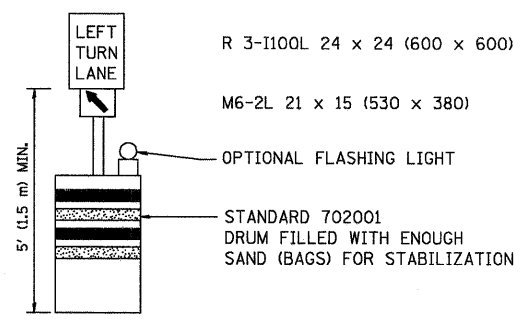 LEFT
TURN
LANE
R 3-I100L 24 x 24 (600 x 600)
M6-2L 21 x 15 (530 x 380)
OPTIONAL FLASHING LIGHT
5' (1.5 m) MIN.
STANDARD 702001
DRUM FILLED WITH ENOUGH
SAND (BAGS) FOR STABILIZATION